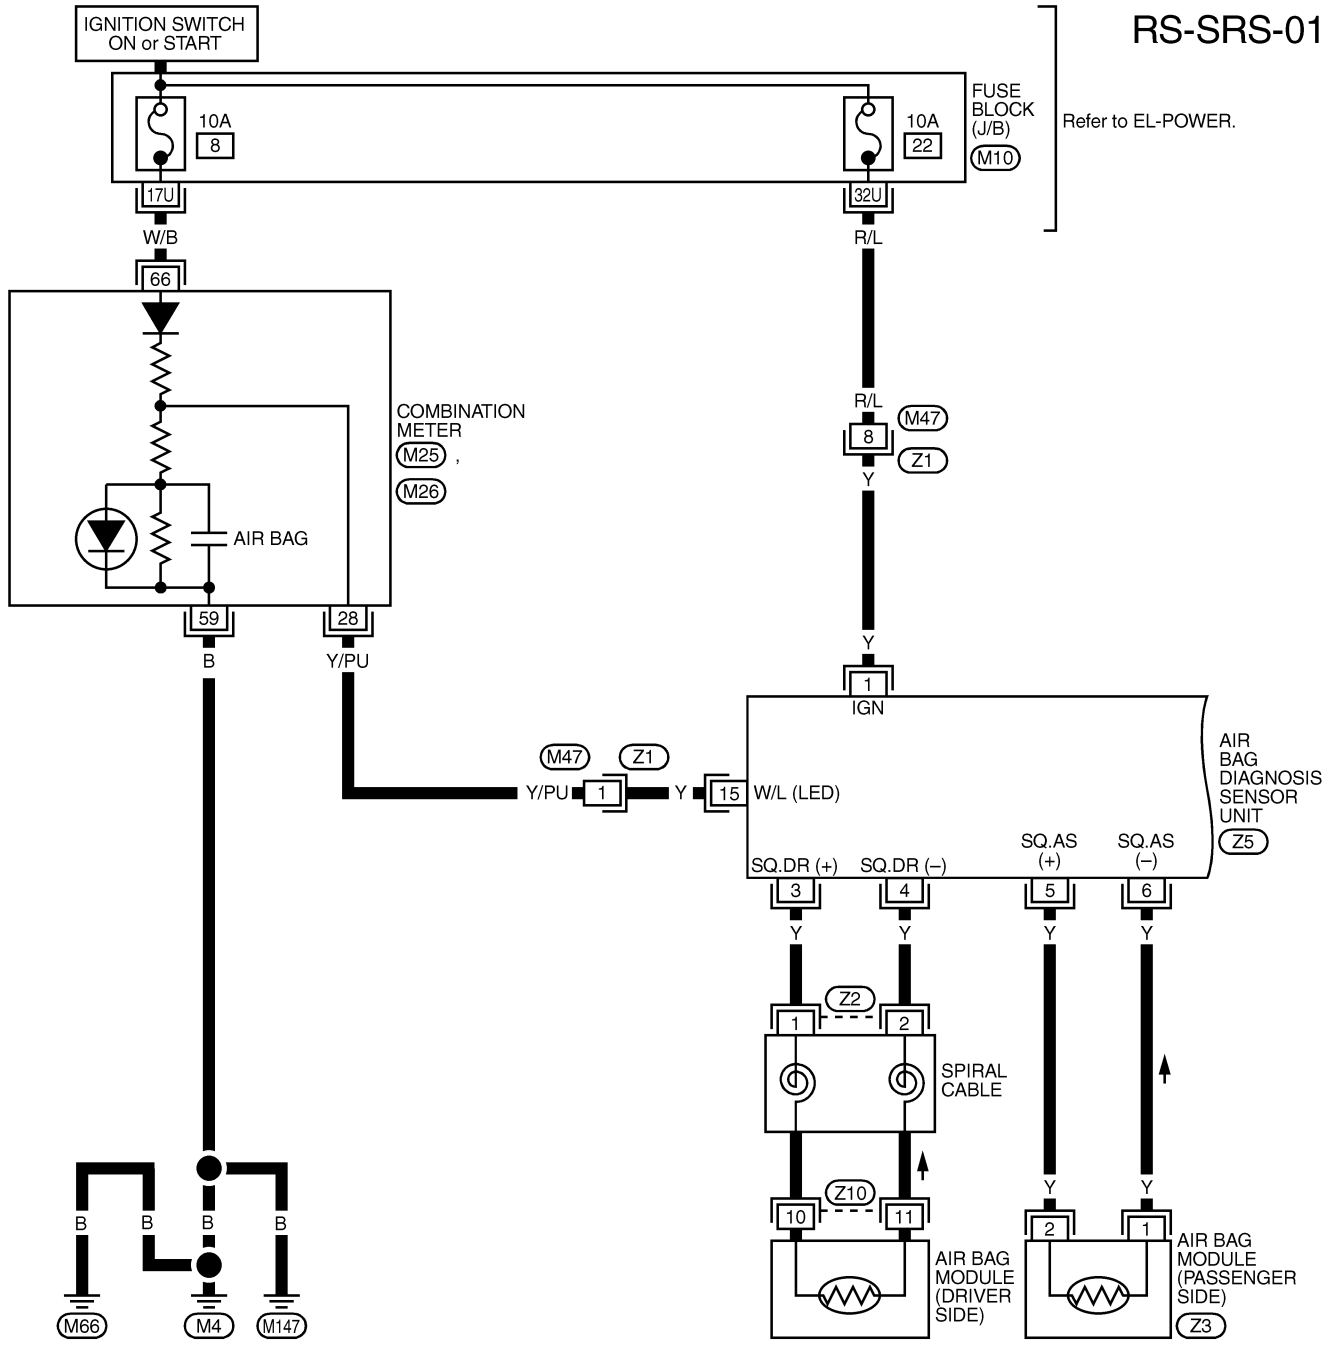 IGNITION SWITCH
ON or START
RS-SRS-01
10A
8
10A
22
FUSE
BLOCK
(J/B)
M10
Refer to EL-POWER.
17U
32U
W/B
R/L
66
R/L
8
M47
Z1
Y
COMBINATION
METER
M25 ,
M26
AIR BAG
59
28
B
Y/PU
Y
1
IGN
M47
Z1
Y/PU
1
Y
15
W/L (LED)
AIR
BAG
DIAGNOSIS
SENSOR
UNIT
Z5
SQ.DR (+)
SQ.DR (–)
SQ.AS
(+)
SQ.AS
(–)
3
4
5
6
Y
Y
Y
Y
Z2
1
2
SPIRAL
CABLE
Z10
10
11
Y
Y
2
1
AIR BAG
MODULE
(DRIVER
SIDE)
AIR BAG
MODULE
(PASSENGER
SIDE)
Z3
B
B
B
B
M66
M4
M147